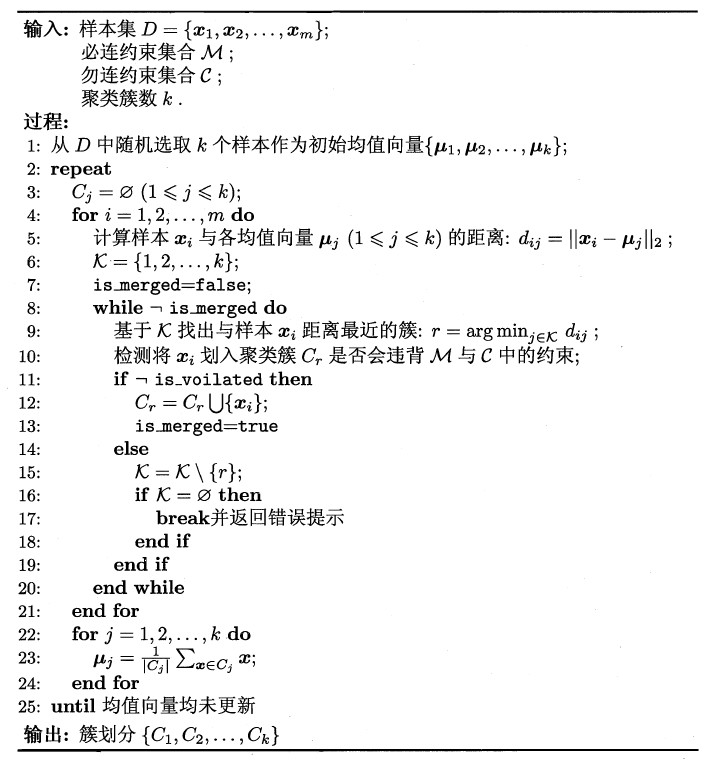 输入: 样本集 D = {x₁, x₂, . . . , xₘ};
必连约束集合 ℳ ;
勿连约束集合 𝒞 ;
聚类簇数 k .
过程:
1: 从 D 中随机选取 k 个样本作为初始均值向量{μ₁, μ₂, . . . , μₖ};
2: repeat
3: Cⱼ = ∅ (1 ⩽ j ⩽ k);
4: for i = 1, 2, . . . , m do
5: 计算样本 xᵢ 与各均值向量 μⱼ (1 ⩽ j ⩽ k) 的距离: dᵢⱼ = ||xᵢ − μⱼ||₂ ;
6: 𝒦 = {1, 2, . . . , k};
7: is_merged=false;
8: while ¬ is_merged do
9: 基于 𝒦 找出与样本 xᵢ 距离最近的簇: r = arg min_{j∈𝒦} dᵢⱼ ;
10: 检测将 xᵢ 划入聚类簇 Cᵣ 是否会违背 ℳ 与 𝒞 中的约束;
11: if ¬ is_voilated then
12: Cᵣ = Cᵣ ⋃{xᵢ};
13: is_merged=true
14: else
15: 𝒦 = 𝒦 \ {r};
16: if 𝒦 = ∅ then
17: break并返回错误提示
18: end if
19: end if
20: end while
21: end for
22: for j = 1, 2, . . . , k do
23: μⱼ = \frac{1}{|Cⱼ|} ∑_{x∈Cⱼ} x;
24: end for
25: until 均值向量均未更新
输出: 簇划分 {C₁, C₂, . . . , Cₖ}